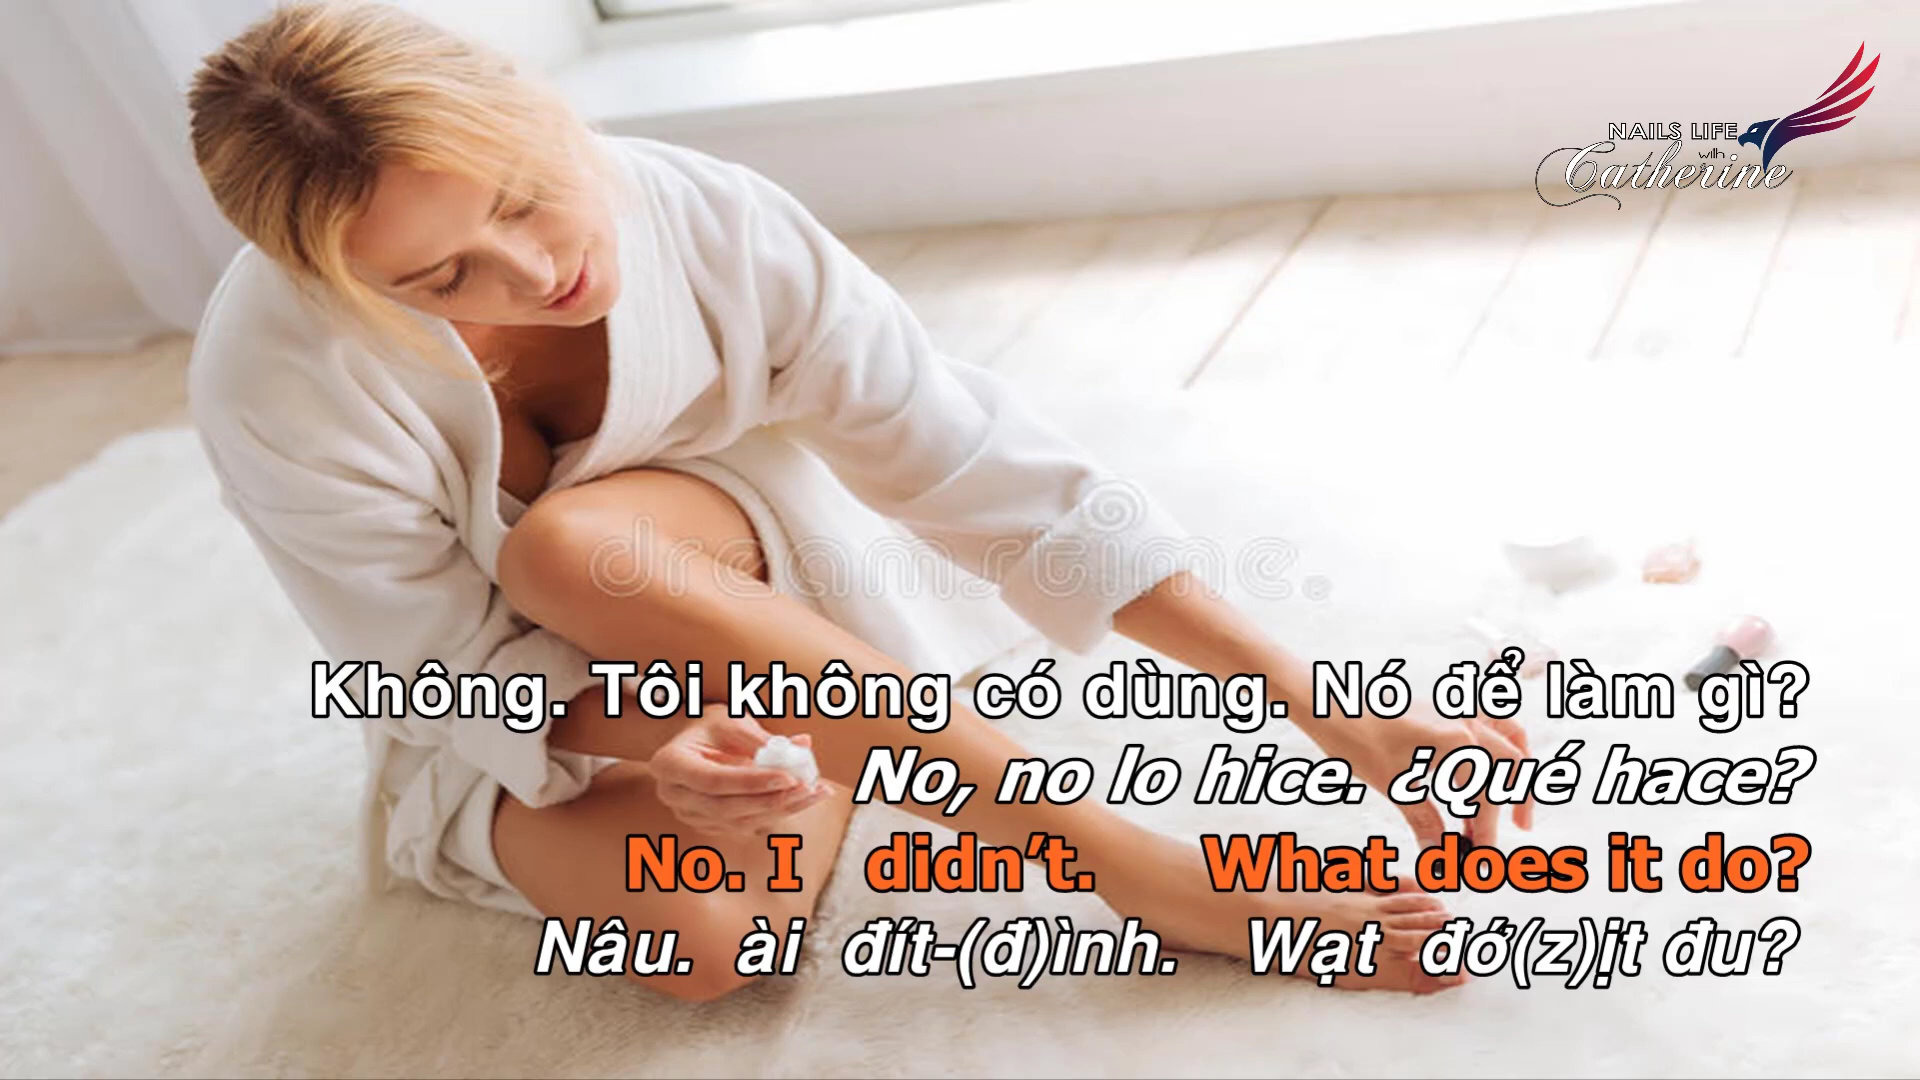 NAILS LIFE
with
Catherine
dreamstime.
Không. Tôi không có dùng. Nó để làm gì?
No, no lo hice. ¿Qué hace?
No. I didn’t. What does it do?
Nâu. ài đít-(đ)ình. Wạt đớ(z)ịt đu?